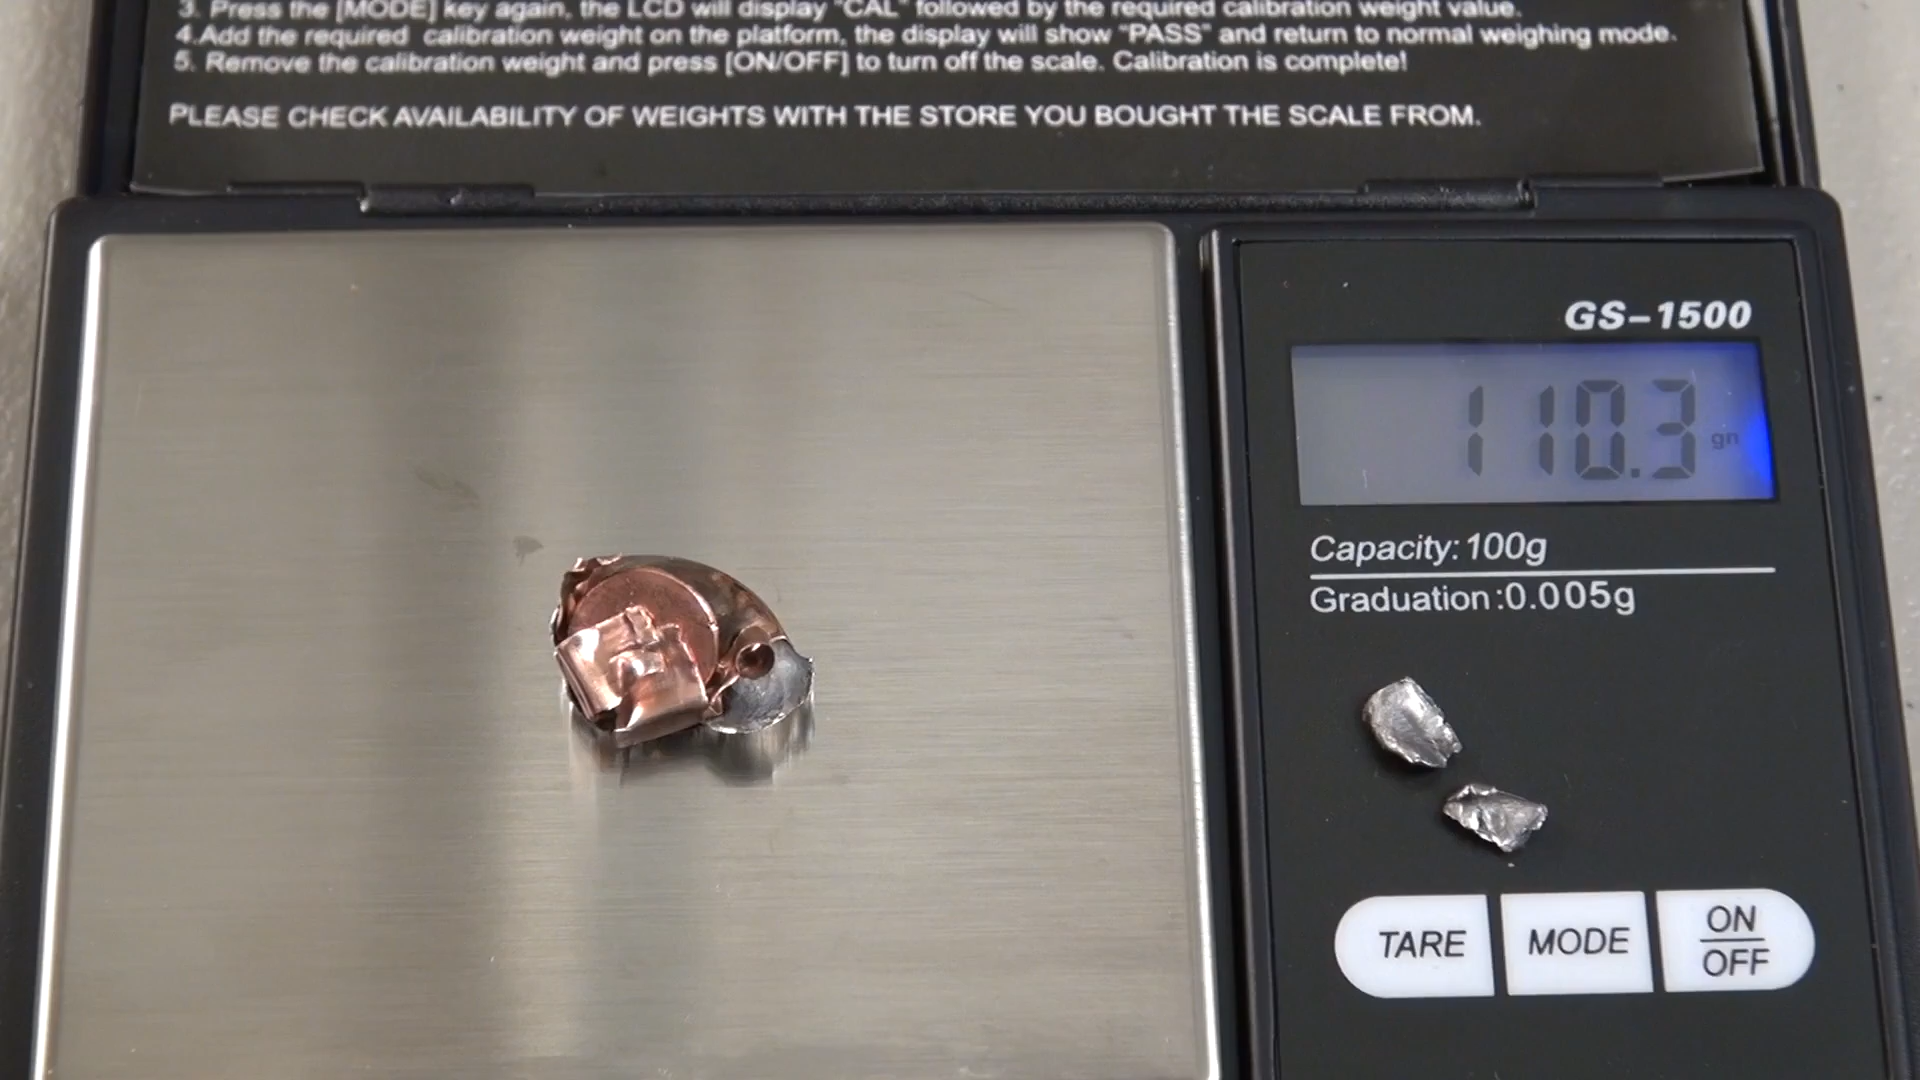 3. Press the [MODE] key again, the LCD will display "CAL" followed by the required calibration weight value.
4.Add the required calibration weight on the platform, the display will show "PASS" and return to normal weighing mode.
5. Remove the calibration weight and press [ON/OFF] to turn off the scale. Calibration is complete!
PLEASE CHECK AVAILABILITY OF WEIGHTS WITH THE STORE YOU BOUGHT THE SCALE FROM.
GS-1500
110.3 gn
Capacity: 100g
Graduation:0.005g
TARE
MODE
ON
OFF